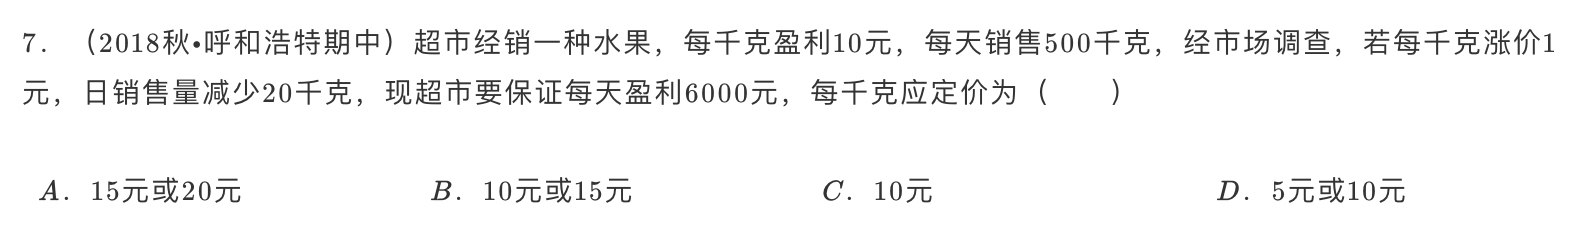 7. （2018秋•呼和浩特期中）超市经销一种水果，每千克盈利10元，每天销售500千克，经市场调查，若每千克涨价1
元，日销售量减少20千克，现超市要保证每天盈利6000元，每千克应定价为（　　）
A. 15元或20元　　B. 10元或15元　　C. 10元　　D. 5元或10元